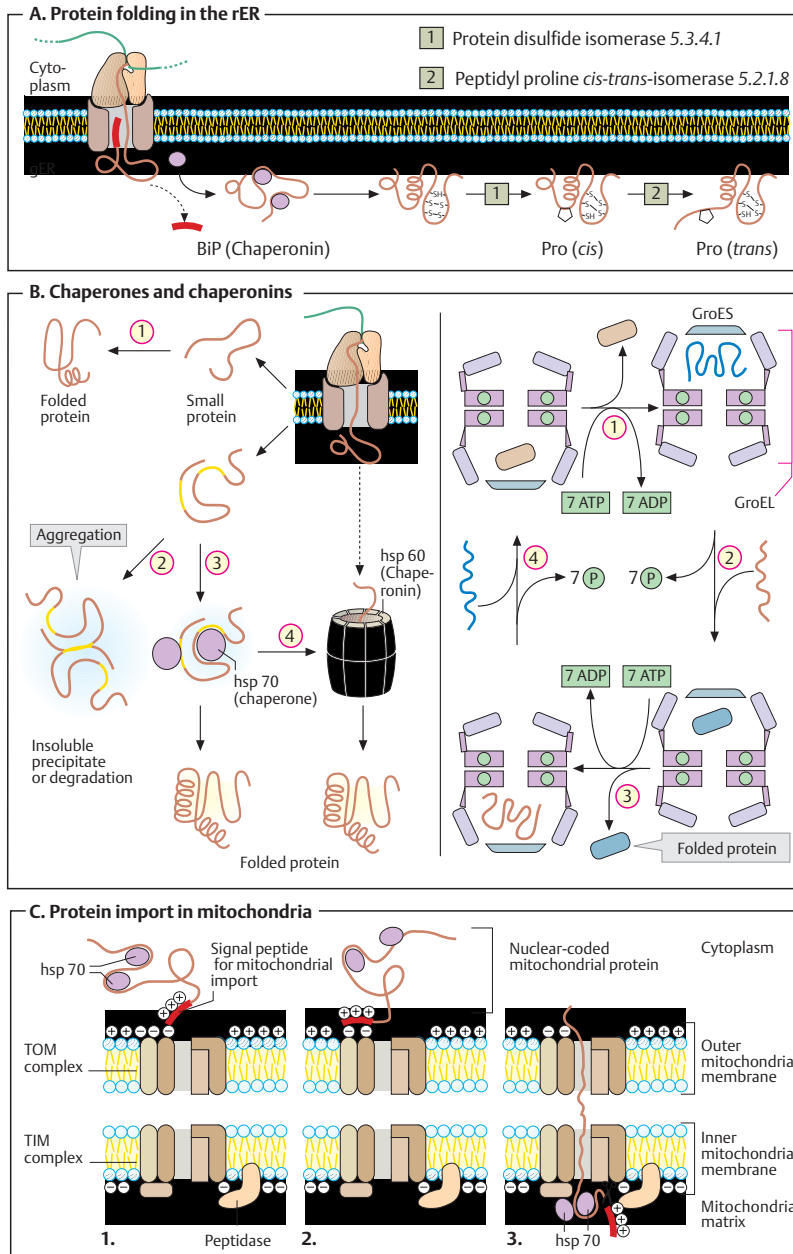 A. Protein folding in the rER
Cyto-
plasm
1 Protein disulfide isomerase 5.3.4.1
2 Peptidyl proline cis-trans-isomerase 5.2.1.8
gER
SH
S S
S S
1
S S
S
SH
2
S S
S
SH
BiP (Chaperonin)
Pro (cis)
Pro (trans)
B. Chaperones and chaperonins
1
Folded
protein
Small
protein
Aggregation
2
3
hsp 60
(Chape-
ronin)
4
hsp 70
(chaperone)
Insoluble
precipitate
or degradation
Folded protein
GroES
1
7 ATP
7 ADP
GroEL
4
7 P
7 P
2
7 ADP
7 ATP
3
Folded protein
C. Protein import in mitochondria
hsp 70
Signal peptide
for mitochondrial
import
Nuclear-coded
mitochondrial protein
Cytoplasm
TOM
complex
Outer
mitochondria
membrane
TIM
complex
Inner
mitochondria
membrane
Mitochondria
matrix
Peptidase
hsp 70
1.
2.
3.